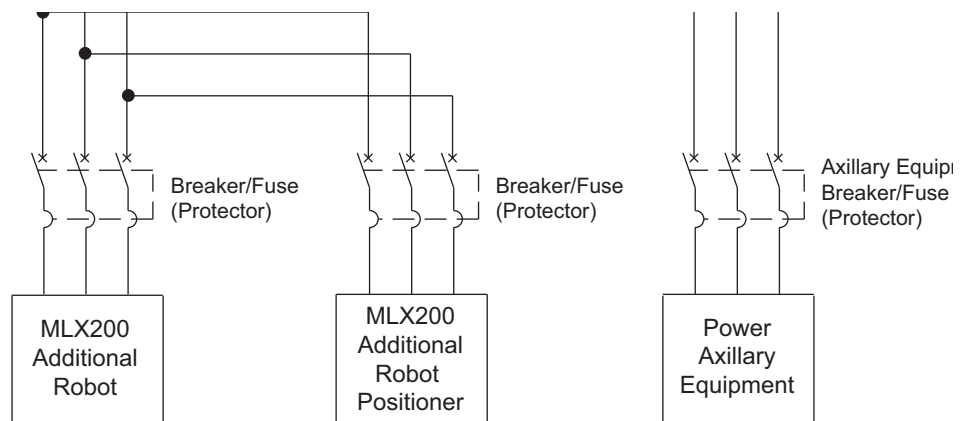 Breaker/Fuse
(Protector)
Breaker/Fuse
(Protector)
Axillary
Breaker/Fuse
(Protector)
MLX200
Additional
Robot
MLX200
Additional
Robot
Positioner
Power
Axillary
Equipment